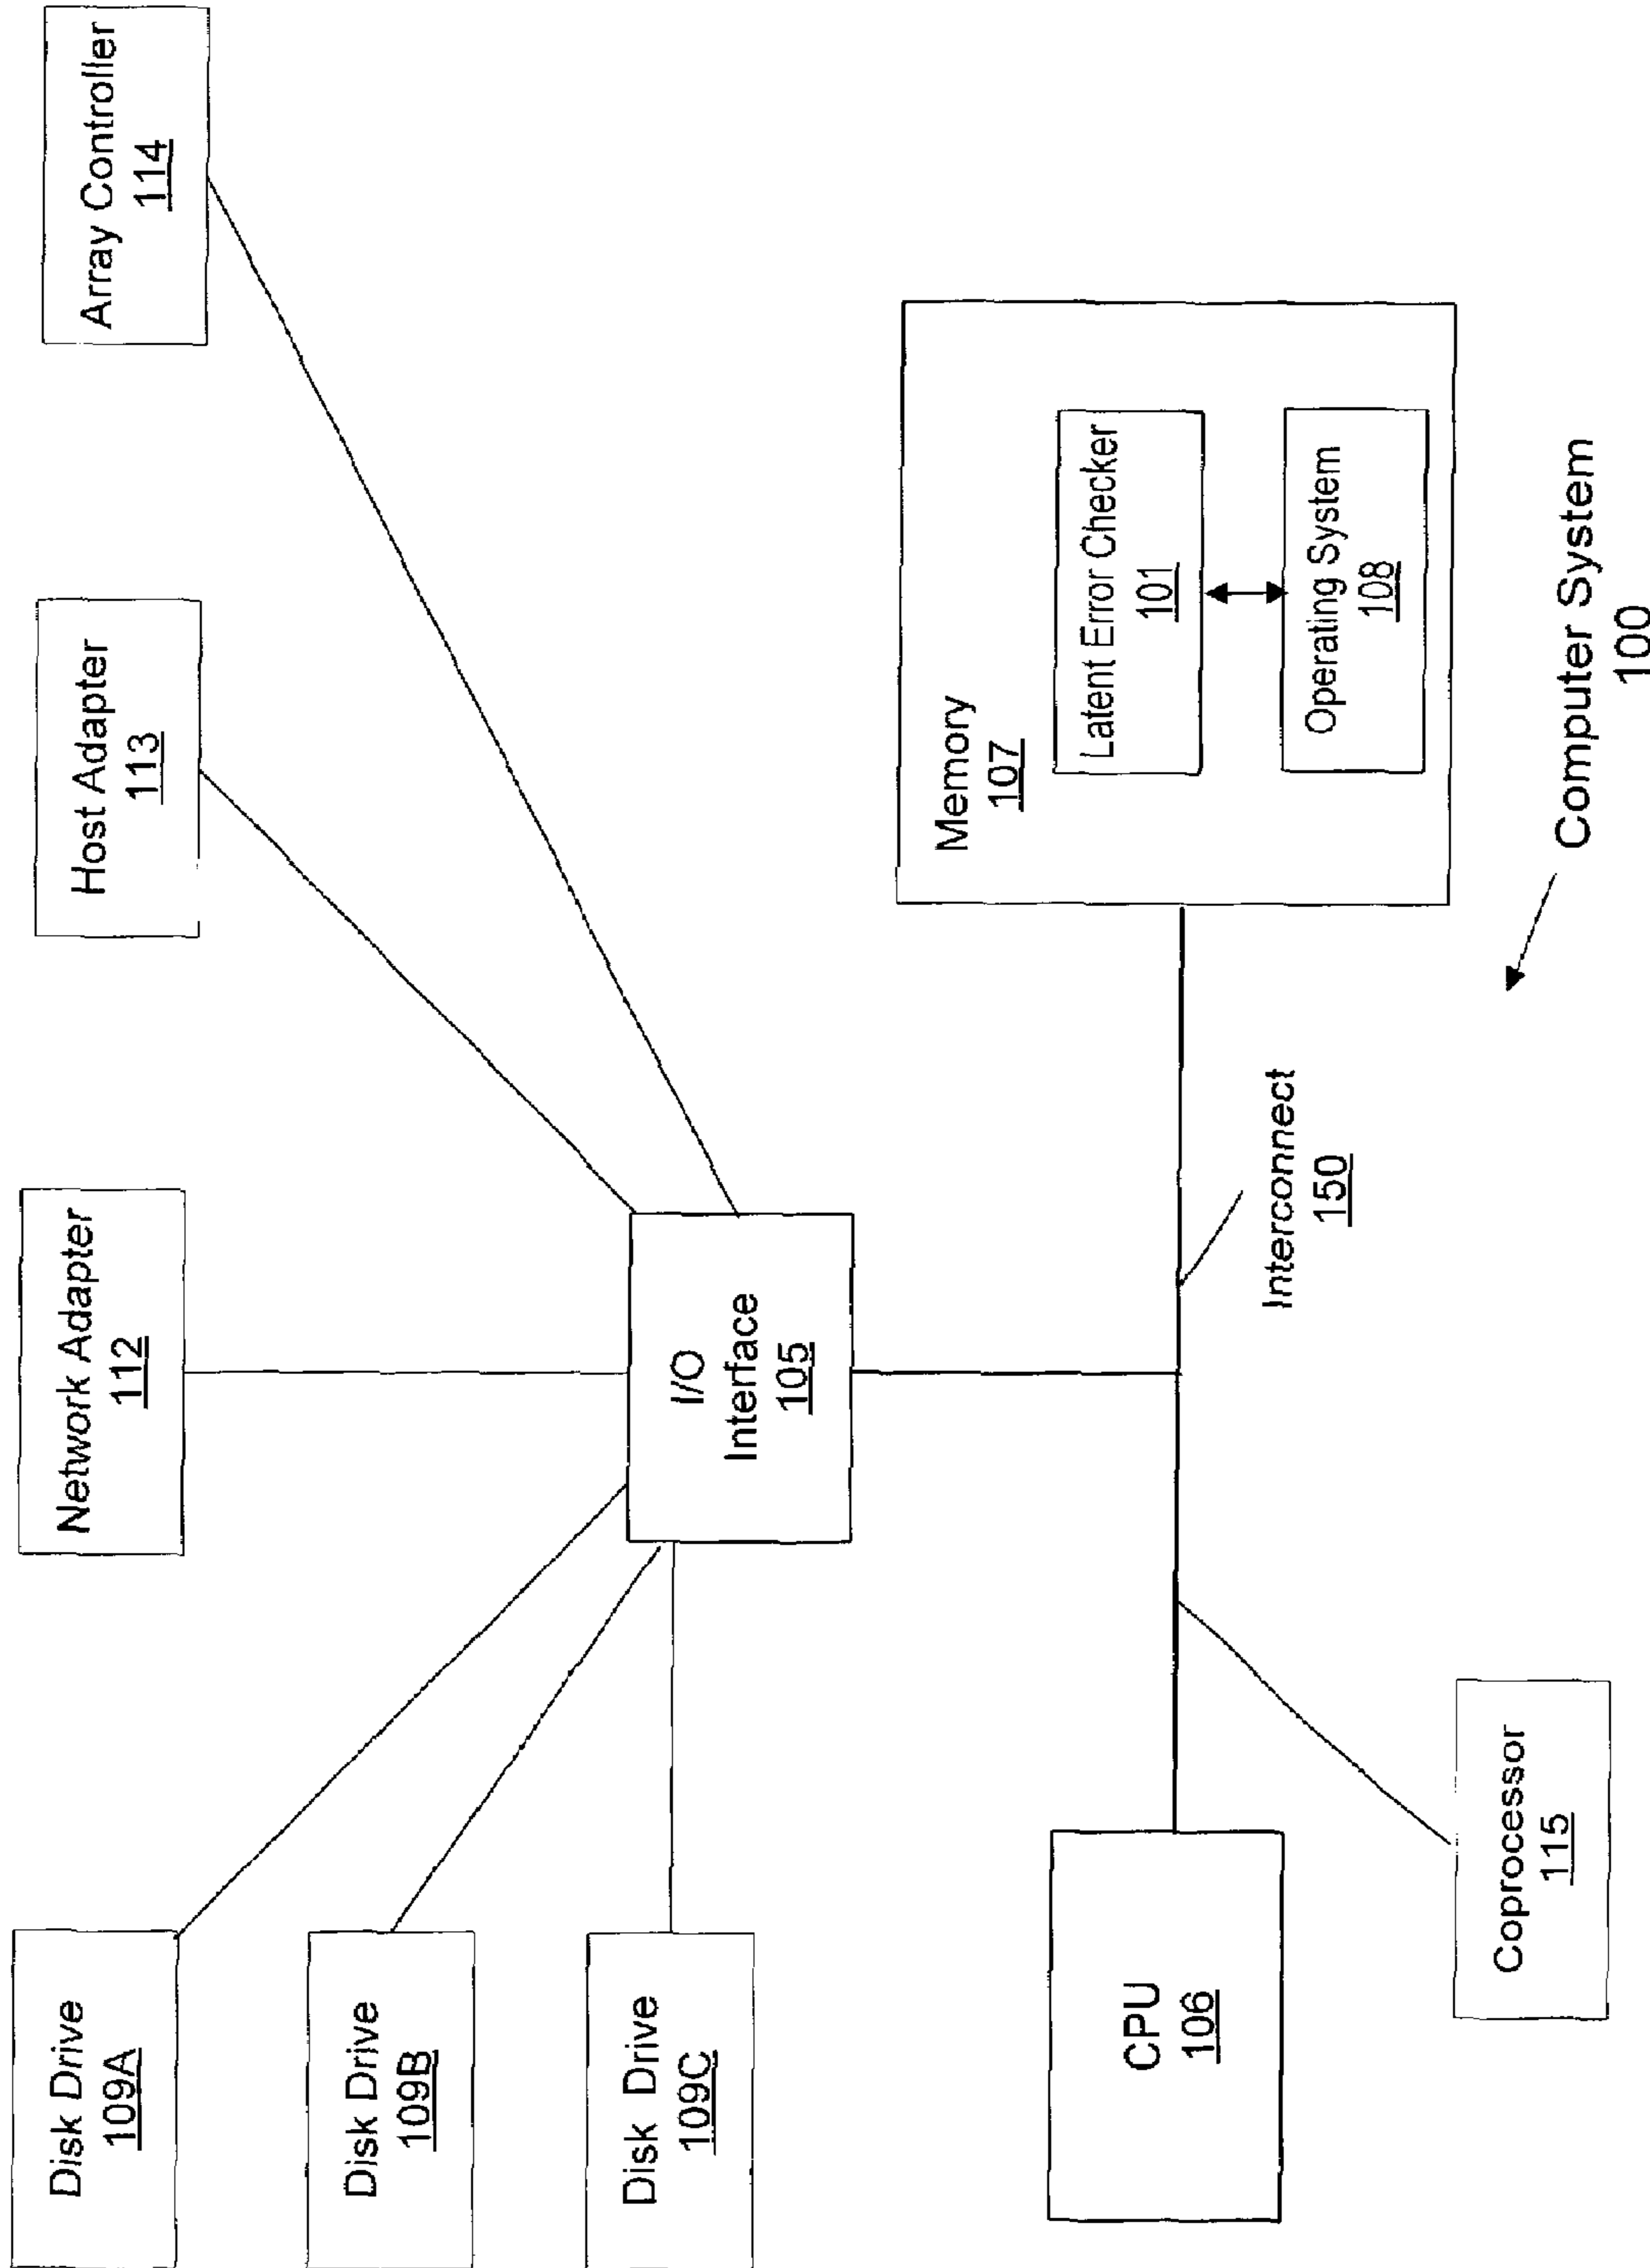 Disk Drive
109A
Disk Drive
109B
Disk Drive
109C
Network Adapter
112
Host Adapter
113
Array Controller
114
I/O
Interface
105
CPU
106
Coprocessor
115
Interconnect
150
Memory
107
Latent Error Checker
101
Operating System
108
Computer System
100